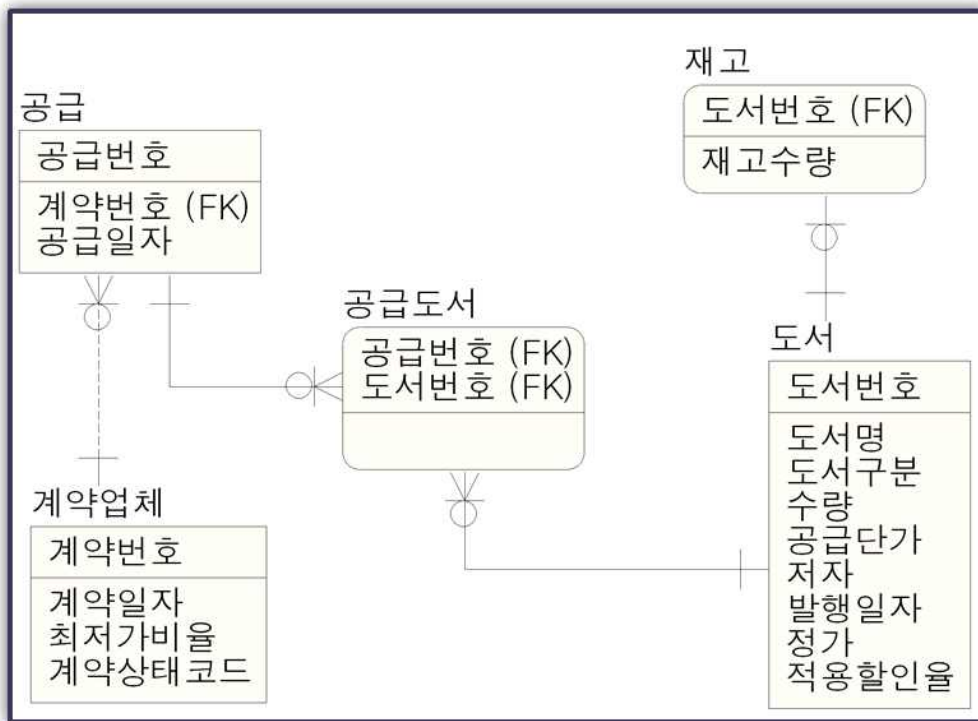 재고
도서번호 (FK)
재고수량
공급
공급번호
계약번호 (FK)
공급일자
공급도서
공급번호 (FK)
도서번호 (FK)
도서
도서번호
도서명
도서구분
수량
공급단가
저자
발행일자
정가
적용할인율
계약업체
계약번호
계약일자
최저가비율
계약상태코드